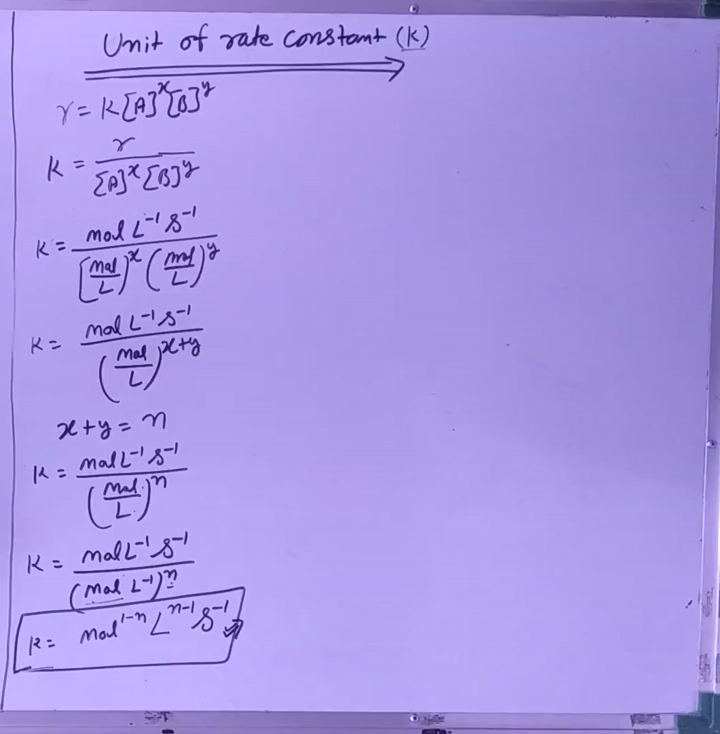 Unit of rate constant (K)
r = K[A]^x [B]^y
K = r / [A]^x [B]^y
K = mol L^-1 S^-1 / [mol/L]^x (mol/L)^y
K = mol L^-1 S^-1 / (mol/L)^x+y
x+y = n
K = mol L^-1 S^-1 / (mol/L)^n
K = mol L^-1 S^-1 / (mol L^-1)^n
K = mol^1-n L^n-1 S^-1